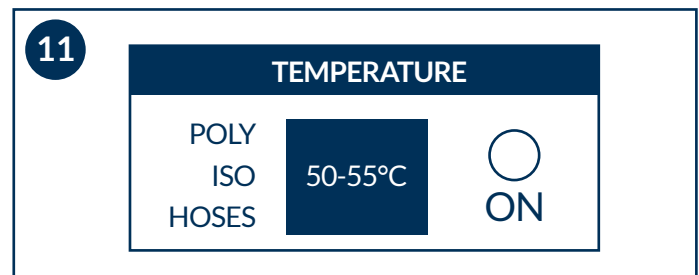 11
TEMPERATURE
POLY
ISO
HOSES
50-55°C
ON